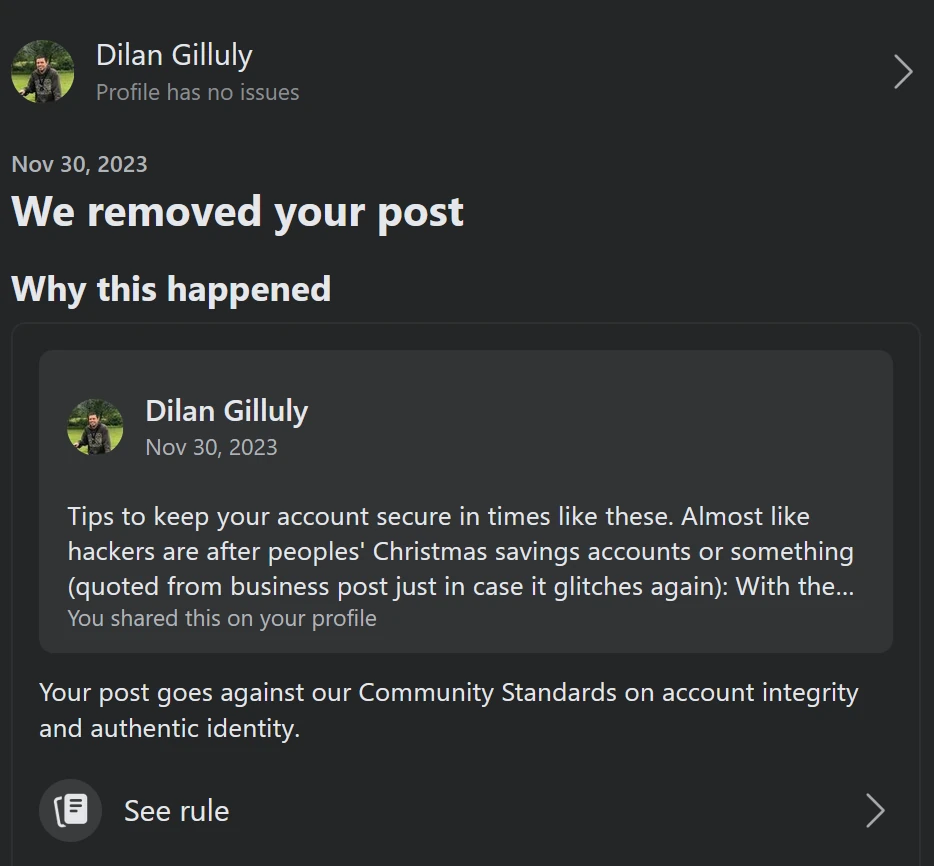 Dilan Gilluly
Profile has no issues
Nov 30, 2023
We removed your post
Why this happened
Dilan Gilluly
Nov 30, 2023
Tips to keep your account secure in times like these. Almost like
hackers are after peoples' Christmas savings accounts or something
(quoted from business post just in case it glitches again): With the...
You shared this on your profile
Your post goes against our Community Standards on account integrity
and authentic identity.
See rule